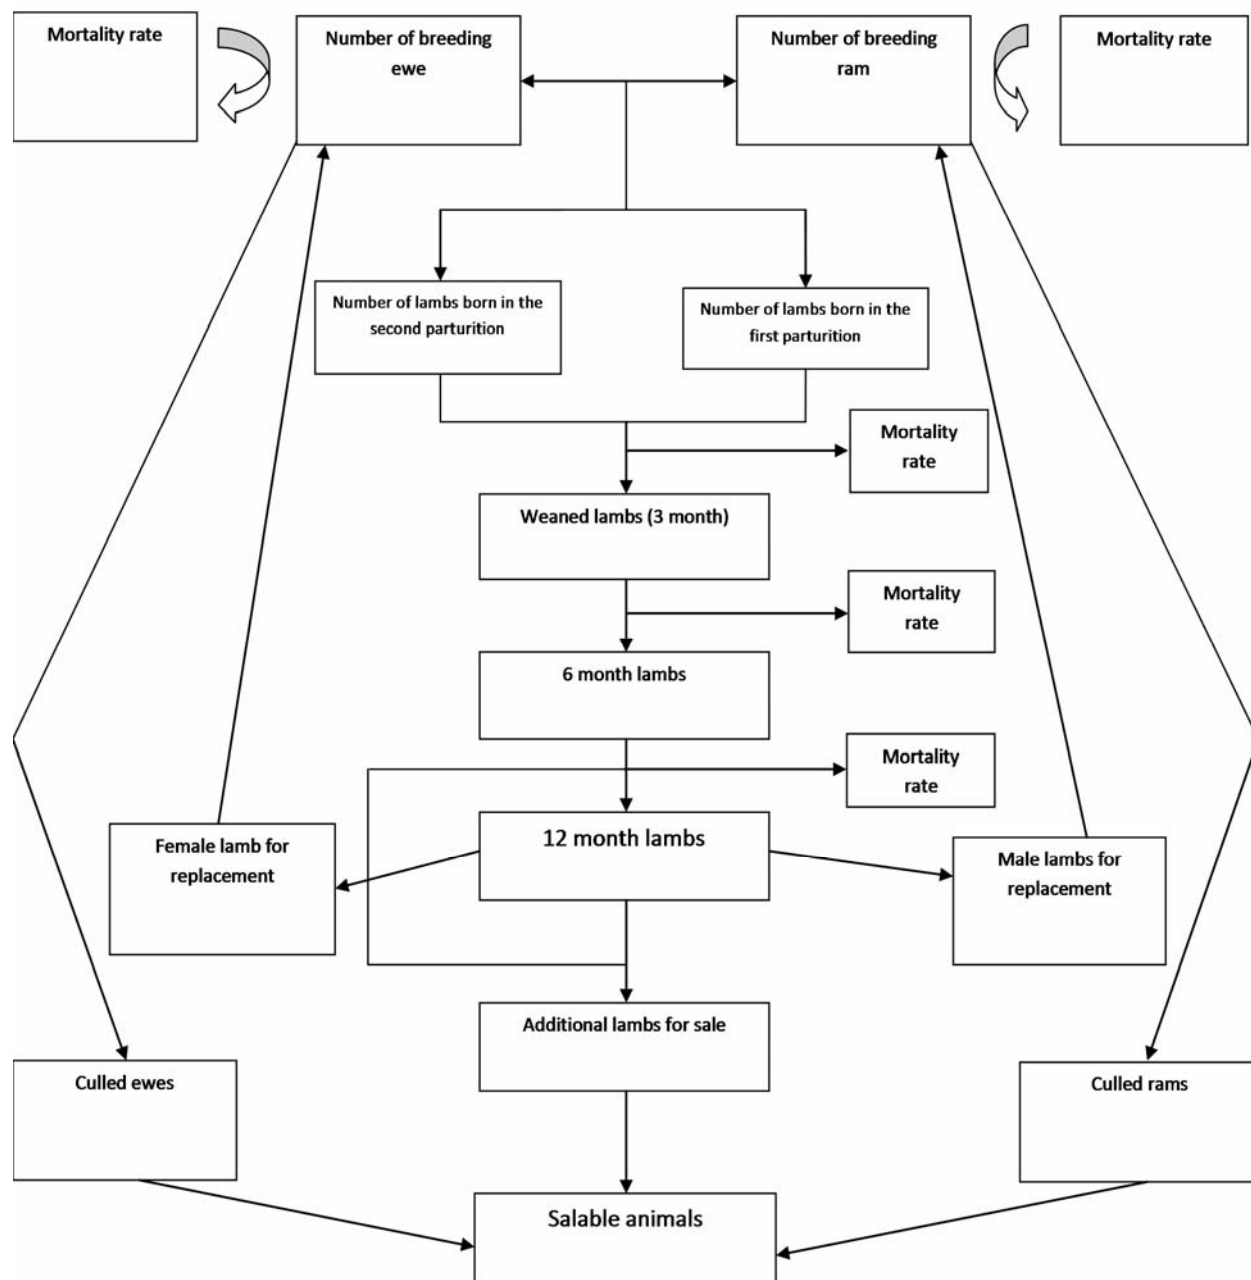 Mortality rate
Number of breeding
ewe
Number of breeding
ram
Mortality rate
Number of lambs born in the
second parturition
Number of lambs born in the
first parturition
Mortality
rate
Weaned lambs (3 month)
Mortality
rate
6 month lambs
Mortality
rate
Female lamb for
replacement
12 month lambs
Male lambs for
replacement
Additional lambs for sale
Culled ewes
Culled rams
Salable animals